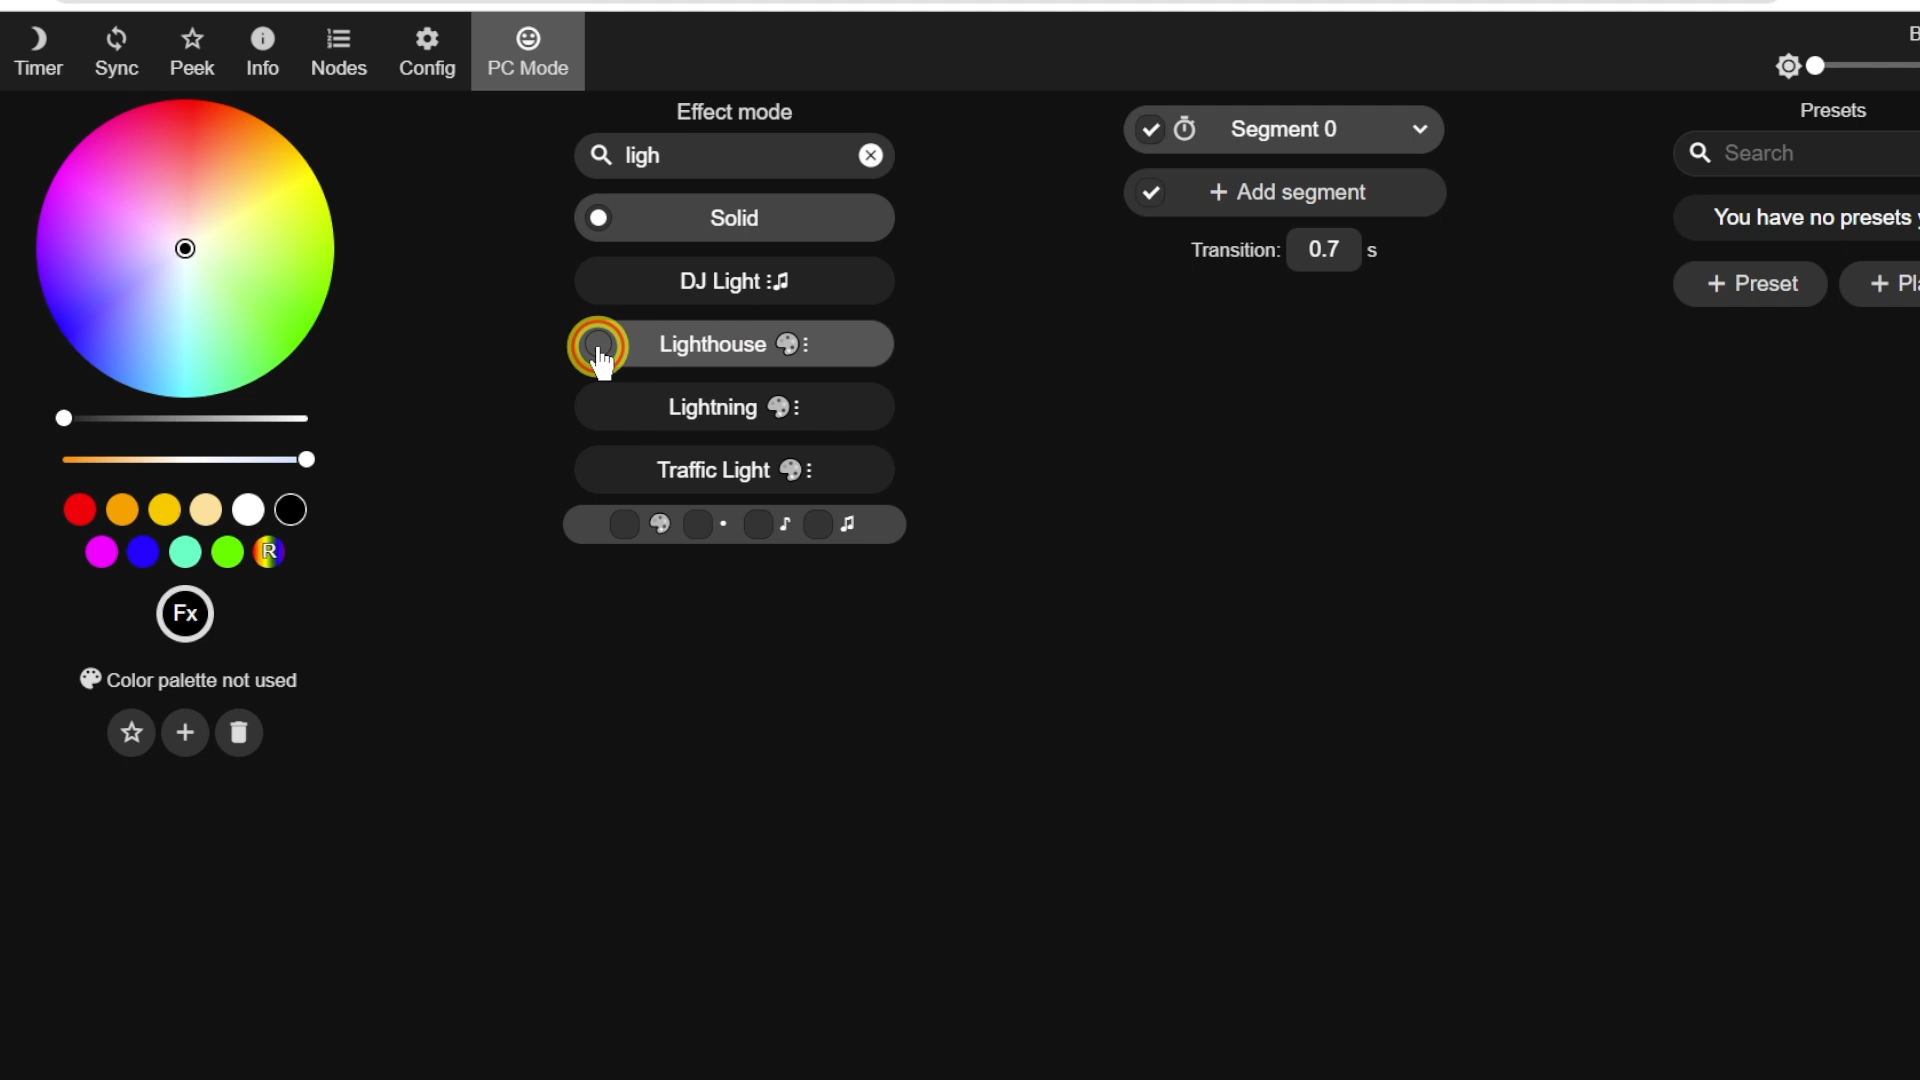 Timer
Sync
Peek
Info
Nodes
Config
PC Mode
Effect mode
ligh
Solid
DJ Light
Lighthouse
Lightning
Traffic Light
R
Fx
Color palette not used
Segment 0
+ Add segment
Transition: 0.7 s
Presets
Search
You have no presets
+ Preset